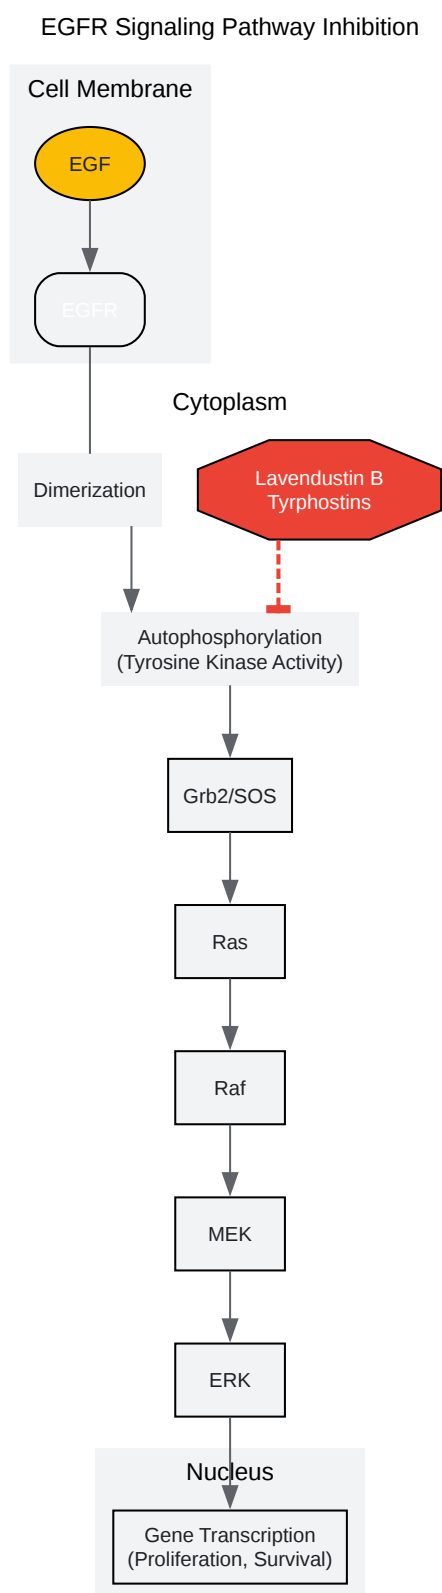 EGFR Signaling Pathway Inhibition
Cell Membrane
EGF
EGFR
Cytoplasm
Dimerization
Lavendustin B
Tyrphostins
Autophosphorylation
(Tyrosine Kinase Activity)
Grb2/SOS
Ras
Raf
MEK
ERK
Nucleus
Gene Transcription
(Proliferation, Survival)